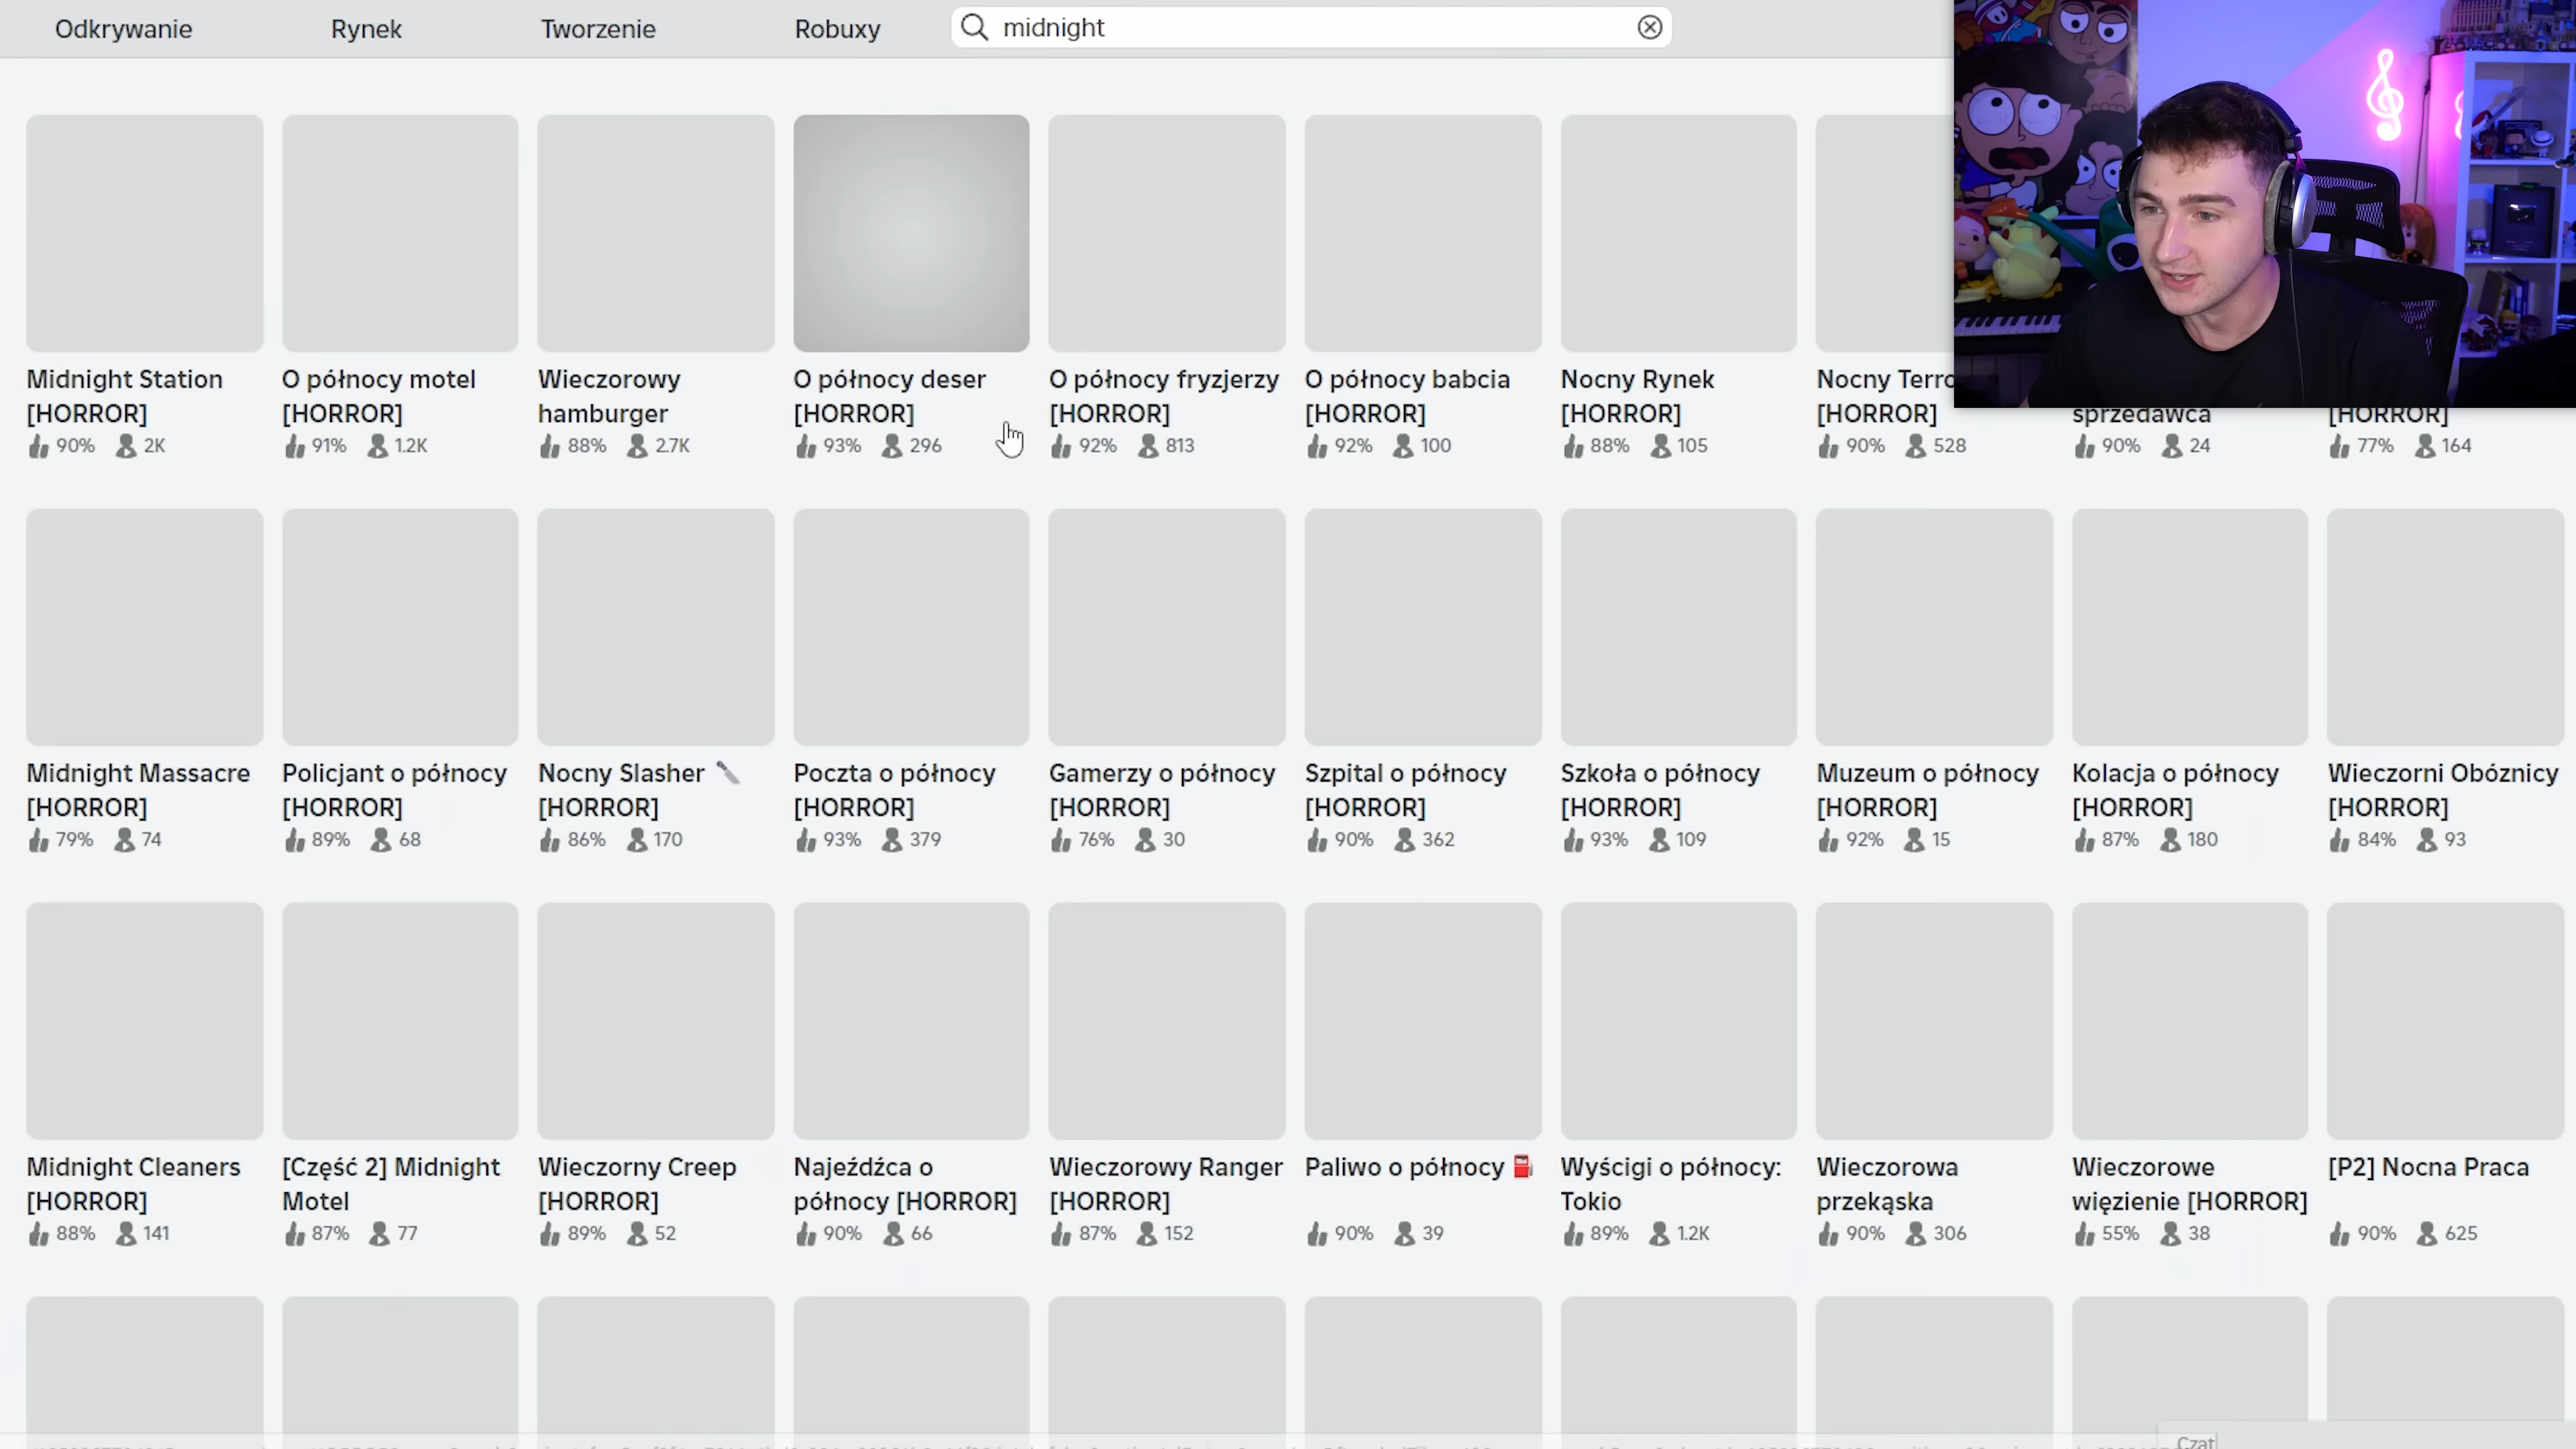 Odkrywanie Rynek Tworzenie Robuxy midnight
Midnight Station
[HORROR]
90% 2K
O północy motel
[HORROR]
91% 1.2K
Wieczorowy
hamburger
88% 2.7K
O północy deser
[HORROR]
93% 296
O północy fryzjerzy
[HORROR]
92% 813
O północy babcia
[HORROR]
92% 100
Nocny Rynek
[HORROR]
88% 105
Nocny Terro
[HORROR]
90% 528
sprzedawca
90% 24
[HORROR]
77% 164
Midnight Massacre
[HORROR]
79% 74
Policjant o północy
[HORROR]
89% 68
Nocny Slasher 🔪
[HORROR]
86% 170
Poczta o północy
[HORROR]
93% 379
Gamerzy o północy
[HORROR]
76% 30
Szpital o północy
[HORROR]
90% 362
Szkoła o północy
[HORROR]
93% 109
Muzeum o północy
[HORROR]
92% 15
Kolacja o północy
[HORROR]
87% 180
Wieczorni Obóznicy
[HORROR]
84% 93
Midnight Cleaners
[HORROR]
88% 141
[Część 2] Midnight
Motel
87% 77
Wieczorny Creep
[HORROR]
89% 52
Najeźdźca o
północy [HORROR]
90% 66
Wieczorowy Ranger
[HORROR]
87% 152
Paliwo o północy ⛽
90% 39
Wyścigi o północy:
Tokio
89% 1.2K
Wieczorowa
przekąska
90% 306
Wieczorowe
więzienie [HORROR]
55% 38
[P2] Nocna Praca
90% 625
Czat